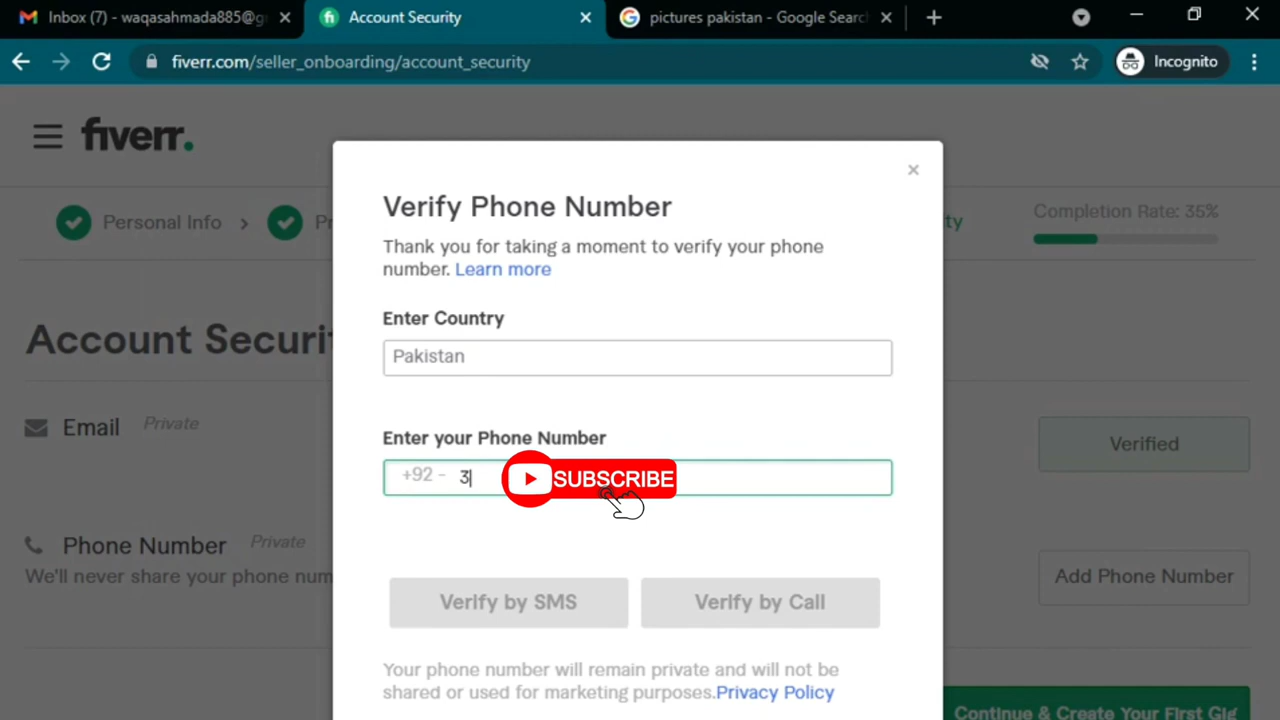 Inbox (7) - waqasahmada885@g
Account Security
pictures pakistan - Google Searc
fiverr.com/seller_onboarding/account_security
Incognito
fiverr.
Personal Info
Completion Rate: 35%
Verify Phone Number
Thank you for taking a moment to verify your phone
number. Learn more
Enter Country
Pakistan
Account Securit
Email Private
Verified
Enter your Phone Number
+92 - 3
SUBSCRIBE
Phone Number Private
We'll never share your phone num
Add Phone Number
Verify by SMS
Verify by Call
Your phone number will remain private and will not be
shared or used for marketing purposes.Privacy Policy
Continue & Create Your First Gig